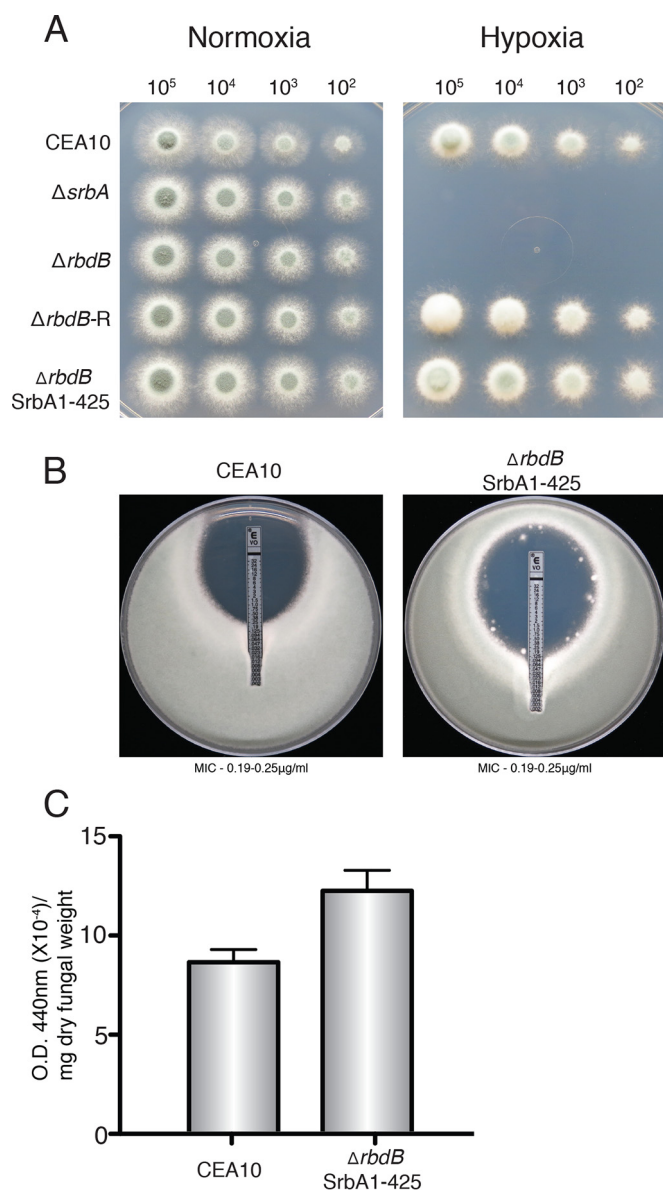 A
Normoxia
Hypoxia
10⁵ 10⁴ 10³ 10²
10⁵ 10⁴ 10³ 10²
CEA10
ΔsrbA
ΔrbdB
ΔrbdB-R
ΔrbdB
SrbA1-425
B
CEA10
ΔrbdB
SrbA1-425
MIC - 0.19-0.25µg/ml
MIC - 0.19-0.25µg/ml
C
O.D. 440nm (X10⁻⁴)/
mg dry fungal weight
15
10
5
0
CEA10
ΔrbdB
SrbA1-425